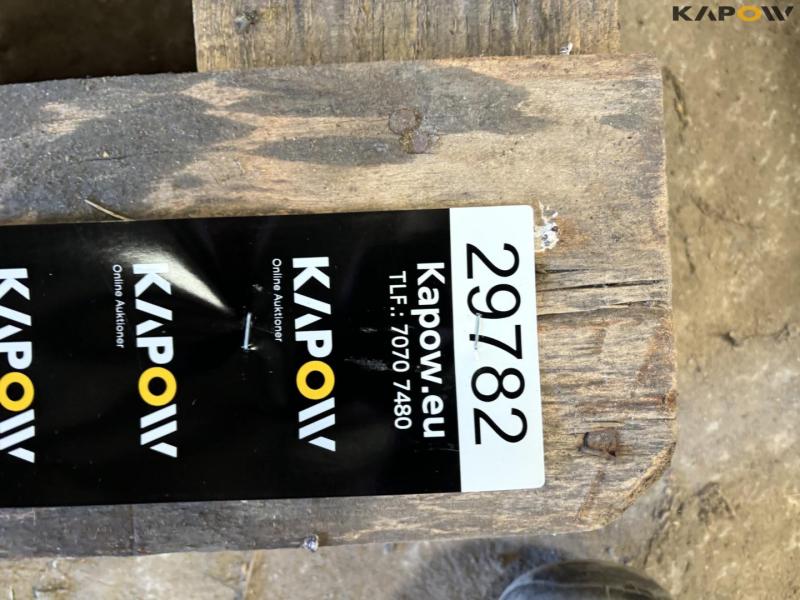 KAPOW
29782
Kapow.eu
TLF.: 7070 7480
KAPOW
Online Auktioner
KAPOW
Online Auktioner
KAPOW